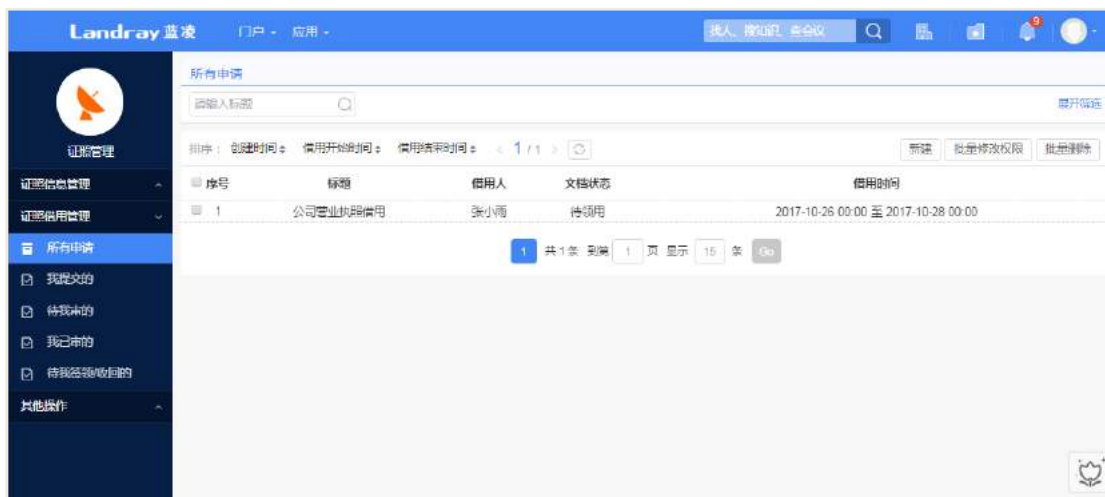 Landray 蓝凌 门户 应用 找人、搜知识、查会议 9
所有申请
请输入标题 展开筛选
证照管理
排序： 创建时间 借用开始时间 借用结束时间 < 1 / 1 > 新建 批量修改权限 批量删除
证照信息管理
序号 标题 借用人 文档状态 借用时间
证照借用管理
1 公司营业执照借用 张小雨 待领用 2017-10-26 00:00 至 2017-10-28 00:00
所有申请
1 共 1 条 到第 1 页 显示 15 条 Go
我提交的
待我审的
我已审的
待我签领/收回的
其他操作